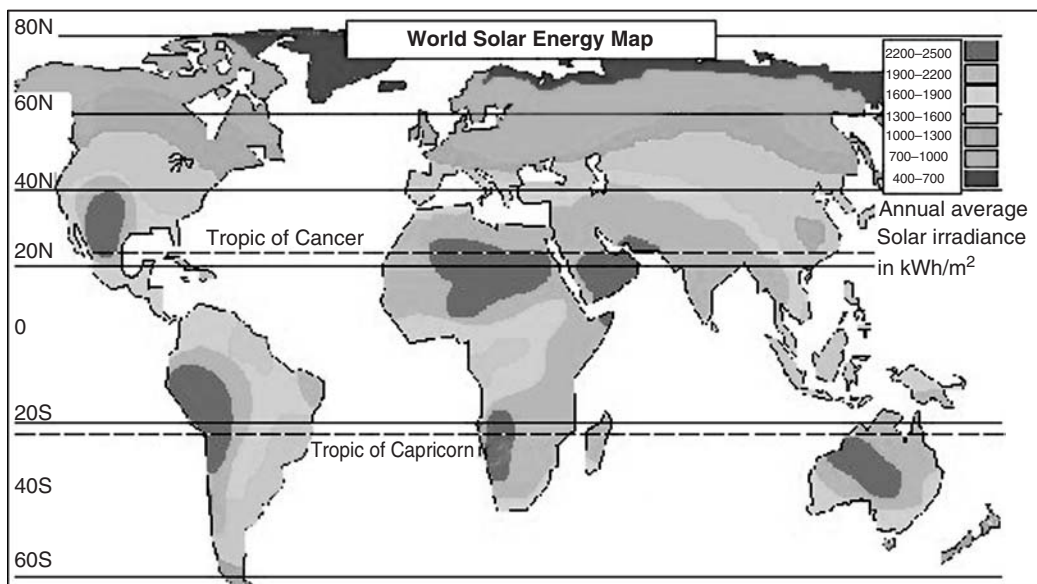 80N
World Solar Energy Map
2200–2500
1900–2200
1600–1900
1300–1600
1000–1300
700–1000
400–700
60N
40N
Annual average
Solar irradiance
in kWh/m²
Tropic of Cancer
20N
0
20S
Tropic of Capricorn
40S
60S